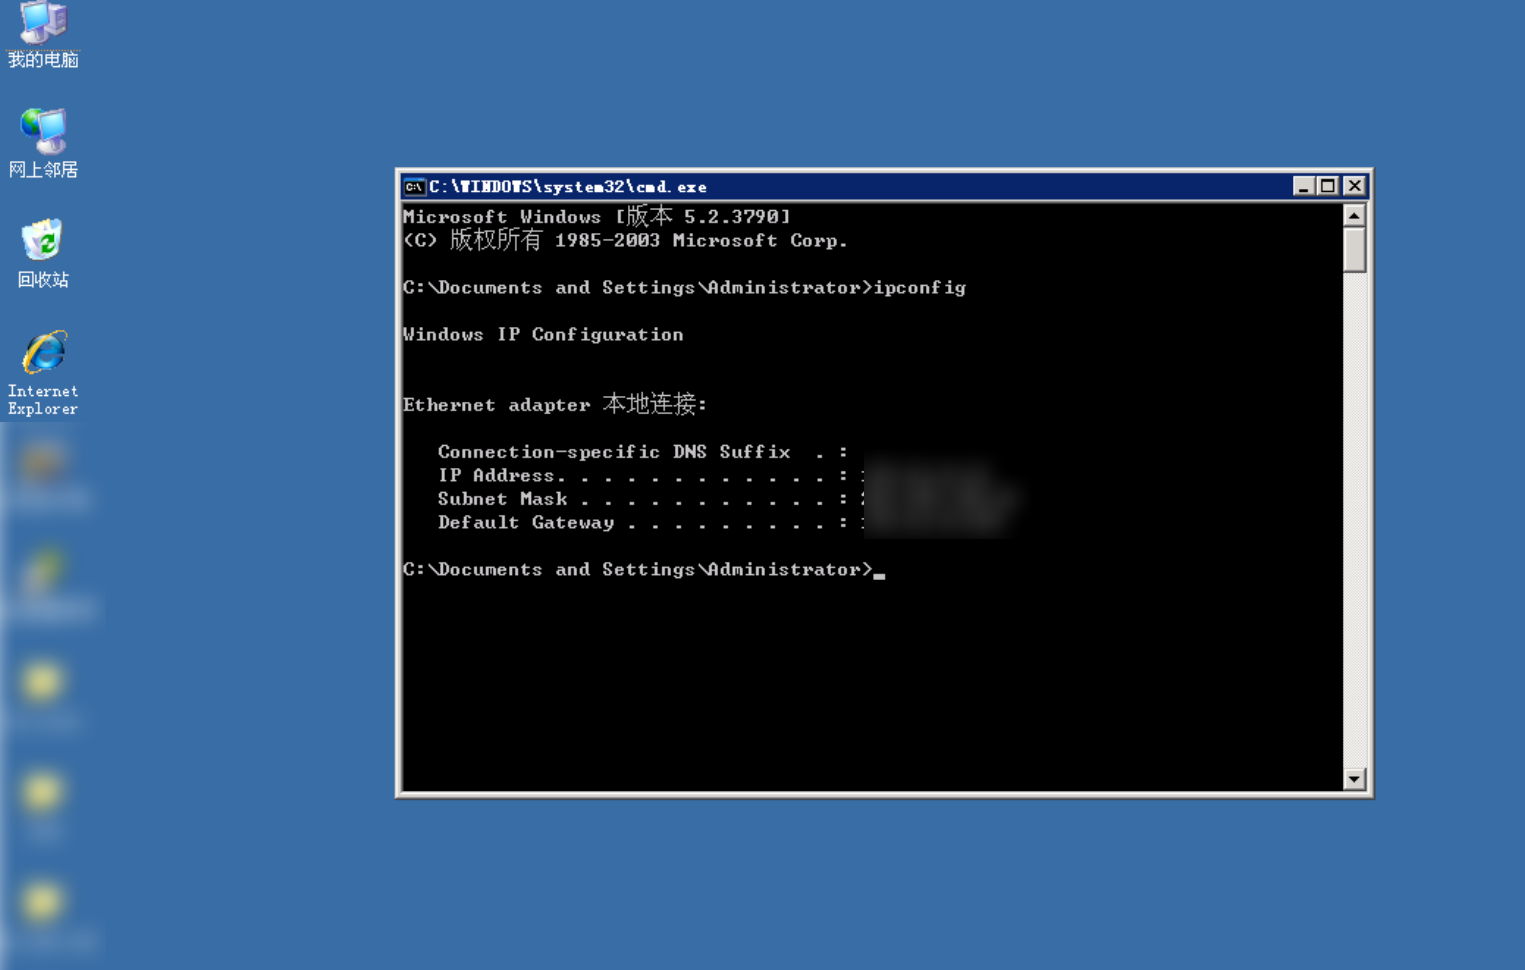 我的电脑
网上邻居
回收站
Internet
Explorer
C:\WINDOWS\system32\cmd.exe
Microsoft Windows [版本 5.2.3790]
(C) 版权所有 1985-2003 Microsoft Corp.
C:\Documents and Settings\Administrator>ipconfig
Windows IP Configuration
Ethernet adapter 本地连接:
Connection-specific DNS Suffix  . :
IP Address. . . . . . . . . . . . :
Subnet Mask . . . . . . . . . . . :
Default Gateway . . . . . . . . . :
C:\Documents and Settings\Administrator>